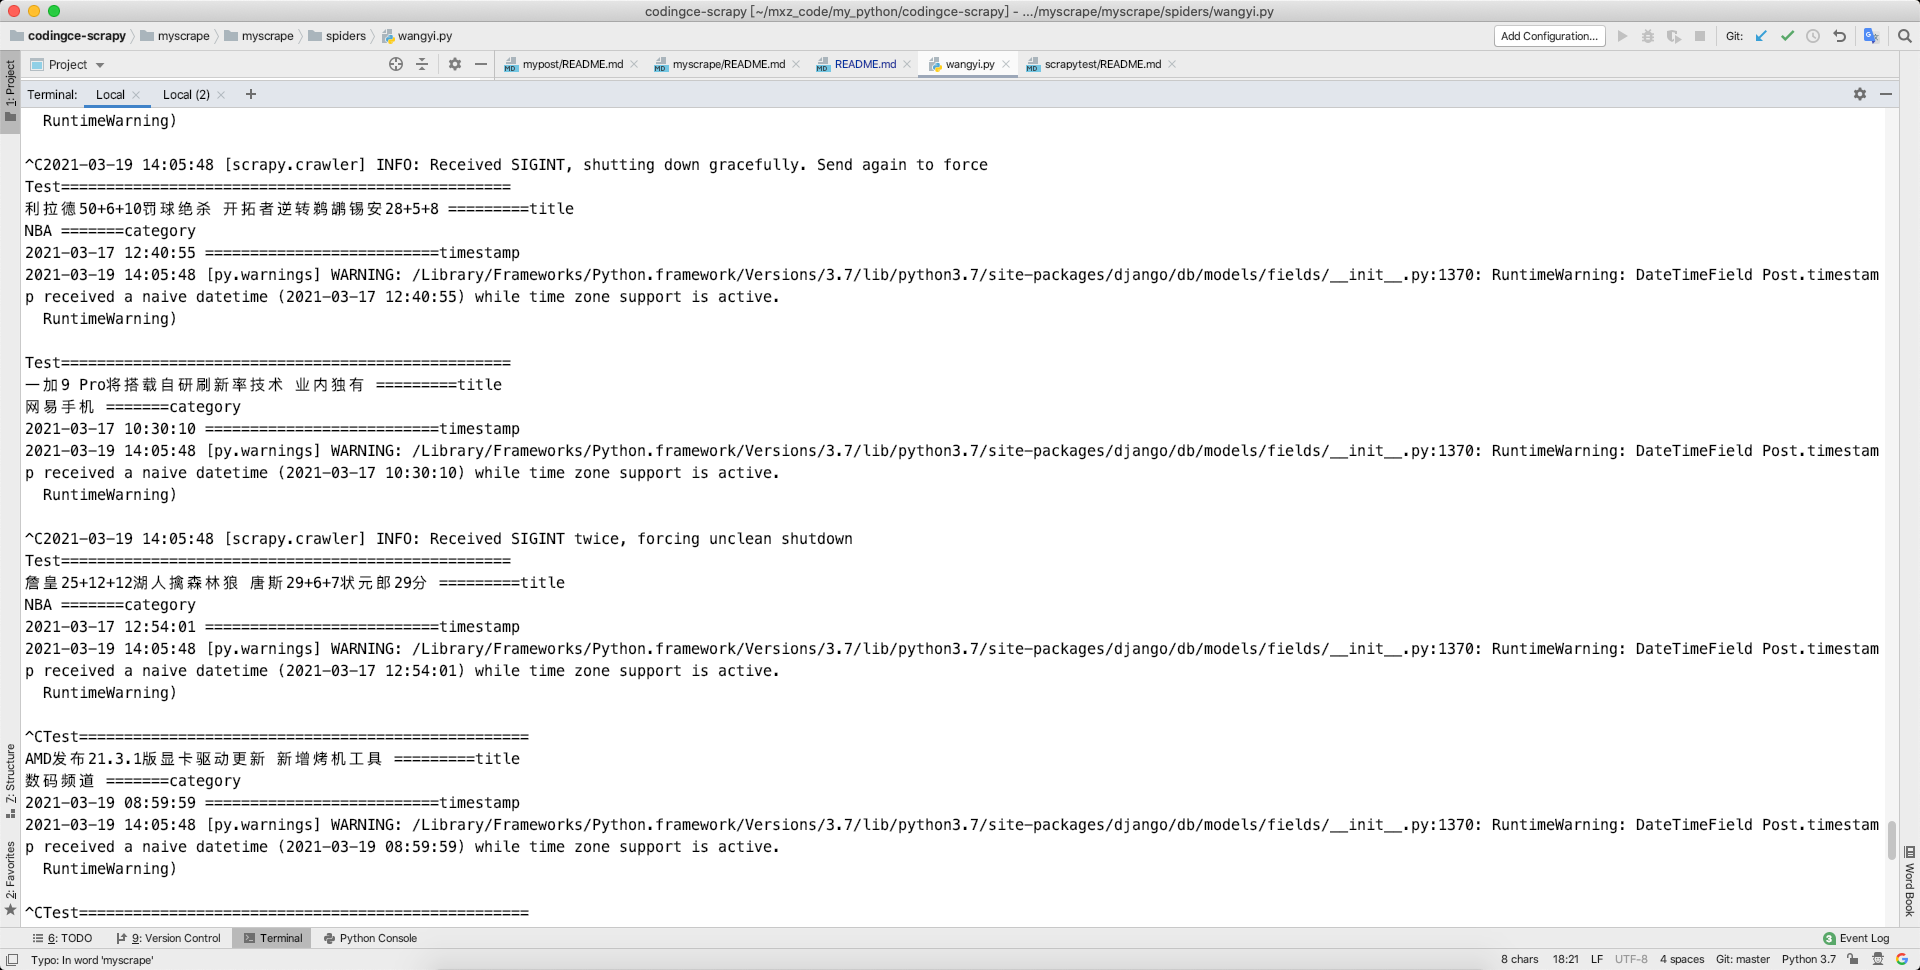 codingce-scrapy [~/mxz_code/my_python/codingce-scrapy] - .../myscrape/myscrape/spiders/wangyi.py
codingce-scrapy myscrape myscrape spiders wangyi.py Add Configuration... Git:
Project mypost/README.md myscrape/README.md README.md wangyi.py scrapytest/README.md
Terminal: Local Local (2) +
RuntimeWarning)
^C2021-03-19 14:05:48 [scrapy.crawler] INFO: Received SIGINT, shutting down gracefully. Send again to force
Test==================================================
利拉德50+6+10罚球绝杀 开拓者逆转鹈鹕锡安28+5+8 =========title
NBA =======category
2021-03-17 12:40:55 ==========================timestamp
2021-03-19 14:05:48 [py.warnings] WARNING: /Library/Frameworks/Python.framework/Versions/3.7/lib/python3.7/site-packages/django/db/models/fields/__init__.py:1370: RuntimeWarning: DateTimeField Post.timestam
p received a naive datetime (2021-03-17 12:40:55) while time zone support is active.
RuntimeWarning)
Test==================================================
一加9 Pro将搭载自研刷新率技术 业内独有 =========title
网易手机 =======category
2021-03-17 10:30:10 ==========================timestamp
2021-03-19 14:05:48 [py.warnings] WARNING: /Library/Frameworks/Python.framework/Versions/3.7/lib/python3.7/site-packages/django/db/models/fields/__init__.py:1370: RuntimeWarning: DateTimeField Post.timestam
p received a naive datetime (2021-03-17 10:30:10) while time zone support is active.
RuntimeWarning)
^C2021-03-19 14:05:48 [scrapy.crawler] INFO: Received SIGINT twice, forcing unclean shutdown
Test==================================================
詹皇25+12+12湖人擒森林狼 唐斯29+6+7状元郎29分 =========title
NBA =======category
2021-03-17 12:54:01 ==========================timestamp
2021-03-19 14:05:48 [py.warnings] WARNING: /Library/Frameworks/Python.framework/Versions/3.7/lib/python3.7/site-packages/django/db/models/fields/__init__.py:1370: RuntimeWarning: DateTimeField Post.timestam
p received a naive datetime (2021-03-17 12:54:01) while time zone support is active.
RuntimeWarning)
^CTest==================================================
AMD发布21.3.1版显卡驱动更新 新增烤机工具 =========title
数码频道 =======category
2021-03-19 08:59:59 ==========================timestamp
2021-03-19 14:05:48 [py.warnings] WARNING: /Library/Frameworks/Python.framework/Versions/3.7/lib/python3.7/site-packages/django/db/models/fields/__init__.py:1370: RuntimeWarning: DateTimeField Post.timestam
p received a naive datetime (2021-03-19 08:59:59) while time zone support is active.
RuntimeWarning)
^CTest==================================================
1: Project
Z: Structure
2: Favorites
Word Book
6: TODO 9: Version Control Terminal Python Console 3 Event Log
Typo: In word 'myscrape' 8 chars 18:21 LF UTF-8 4 spaces Git: master Python 3.7